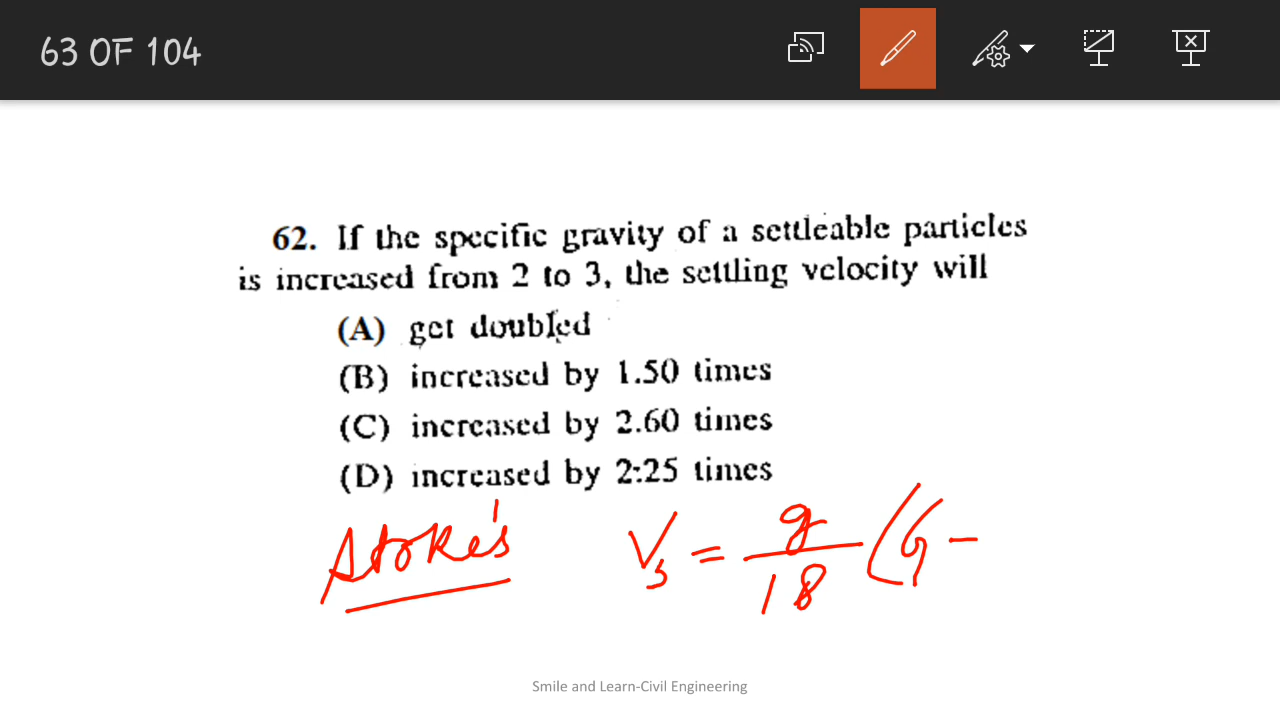 63 OF 104
62. If the specific gravity of a settleable particles
is increased from 2 to 3, the settling velocity will
(A) get doubled
(B) increased by 1.50 times
(C) increased by 2.60 times
(D) increased by 2:25 times
Stoke's Vs = g/18 (G -
Smile and Learn-Civil Engineering